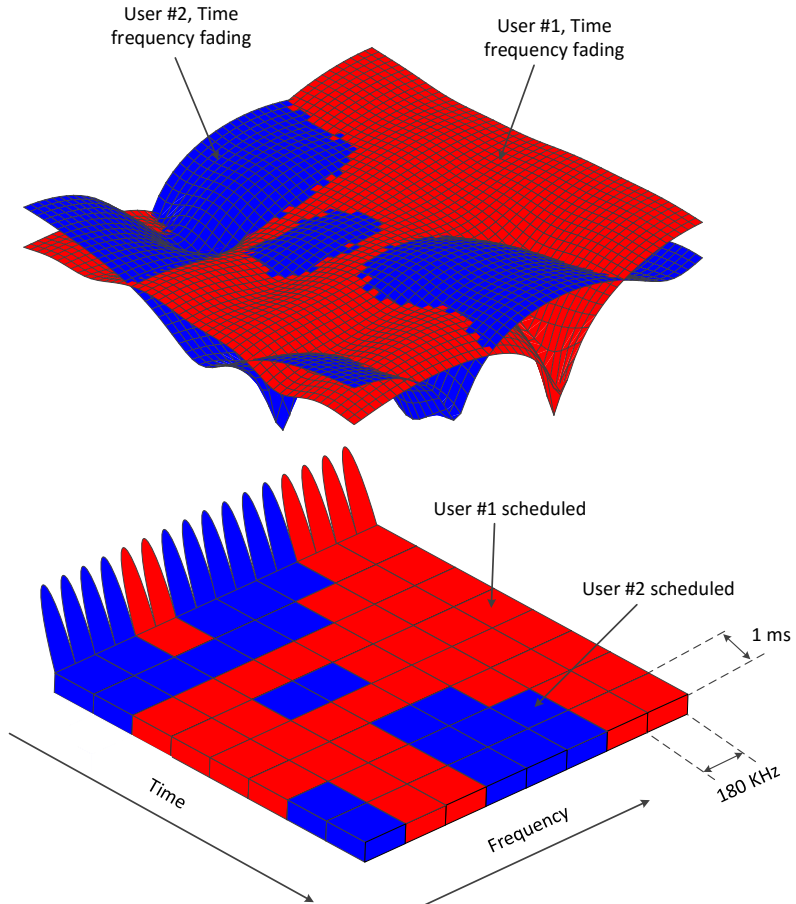 User #2, Time
frequency fading
User #1, Time
frequency fading
User #1 scheduled
User #2 scheduled
1 ms
180 KHz
Time
Frequency